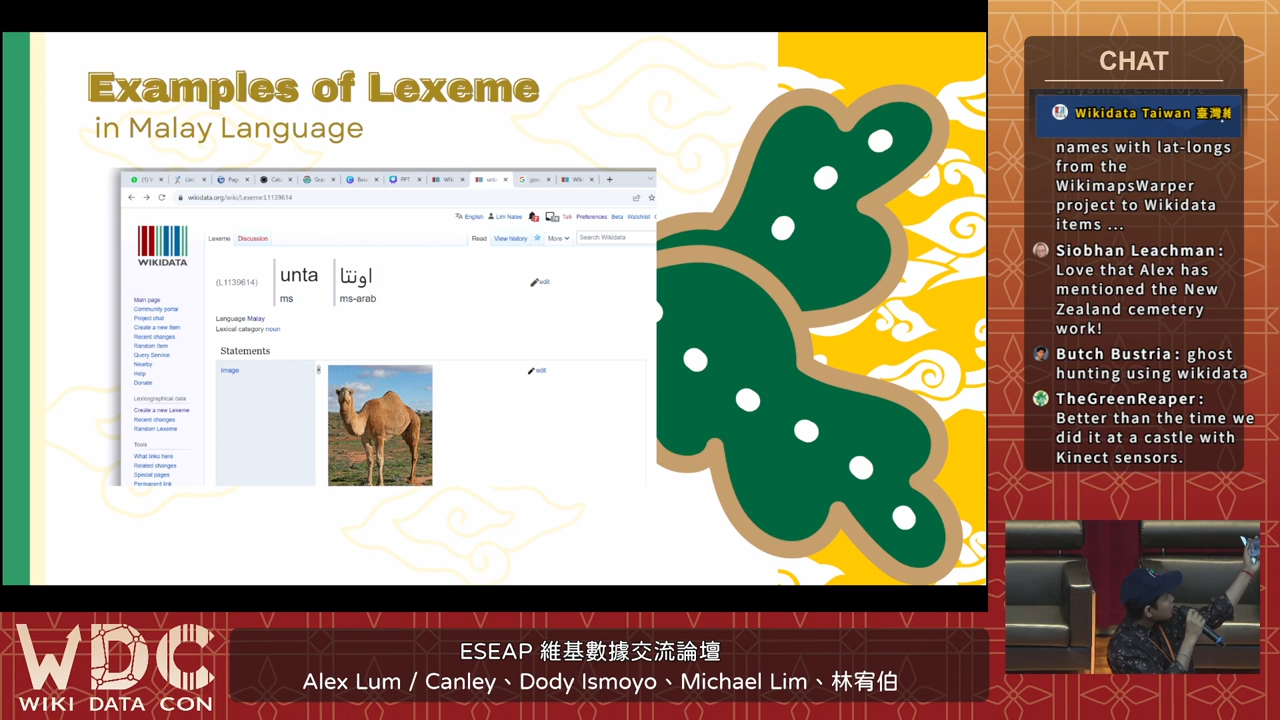 Examples of Lexeme
in Malay Language
wikidata.org/wiki/Lexeme:L1139614
English Lim Natee Talk Preferences Beta Watchlist
Lexeme Discussion Read View history More Search Wikidata
WIKIDATA
(L1139614) unta اونتا edit
ms ms-arab
Language Malay
Lexical category noun
Statements
image edit
Main page
Community portal
Project chat
Create a new Item
Recent changes
Random Item
Query Service
Nearby
Help
Donate
Lexicographical data
Create a new Lexeme
Recent changes
Random Lexeme
Tools
What links here
Related changes
Special pages
Permanent link
CHAT
Wikidata Taiwan 臺灣維
names with lat-longs
from the
WikimapsWarper
project to Wikidata
items ...
Siobhan Leachman:
Love that Alex has
mentioned the New
Zealand cemetery
work!
Butch Bustria: ghost
hunting using wikidata
TheGreenReaper:
Better than the time we
did it at a castle with
Kinect sensors.
WDC
WIKI DATA CON
ESEAP 維基數據交流論壇
Alex Lum / Canley、Dody Ismoyo、Michael Lim、林宥伯